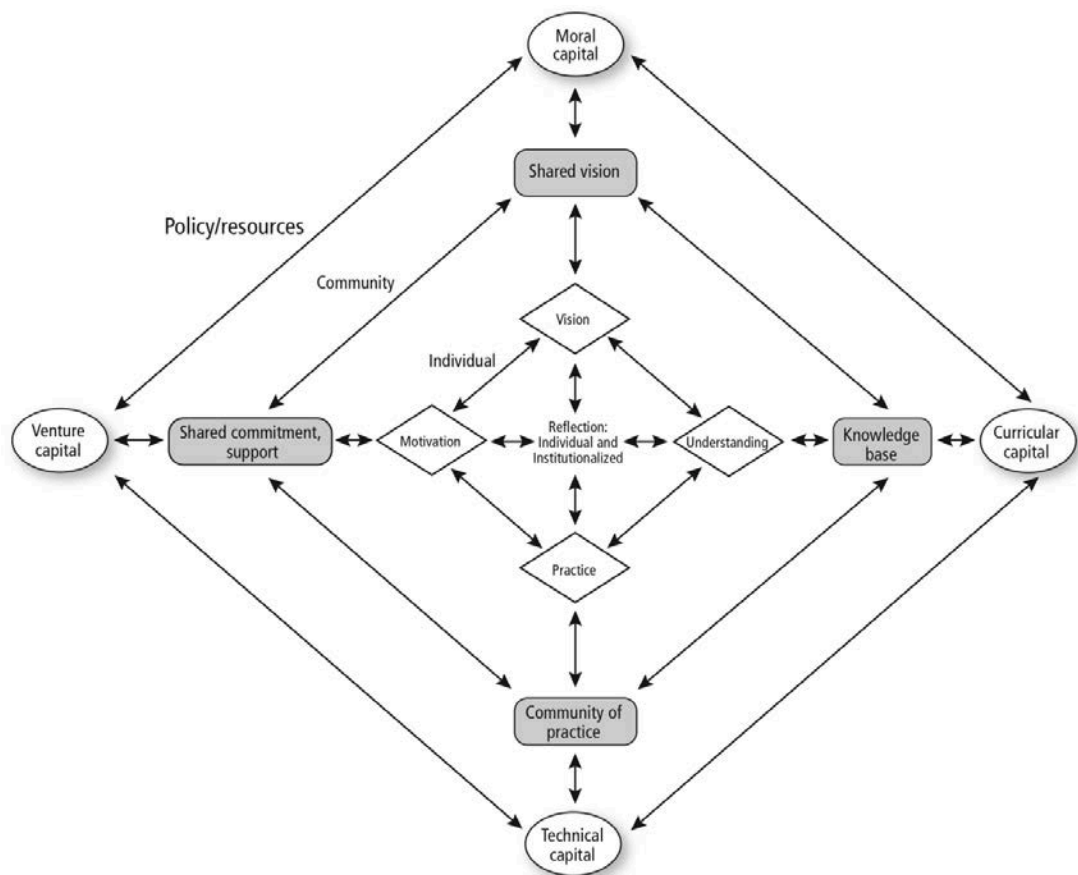 Moral
capital
Shared vision
Policy/resources
Community
Vision
Individual
Venture
capital
Shared commitment,
support
Motivation
Reflection:
Individual and
Institutionalized
Understanding
Knowledge
base
Curricular
capital
Practice
Community of
practice
Technical
capital